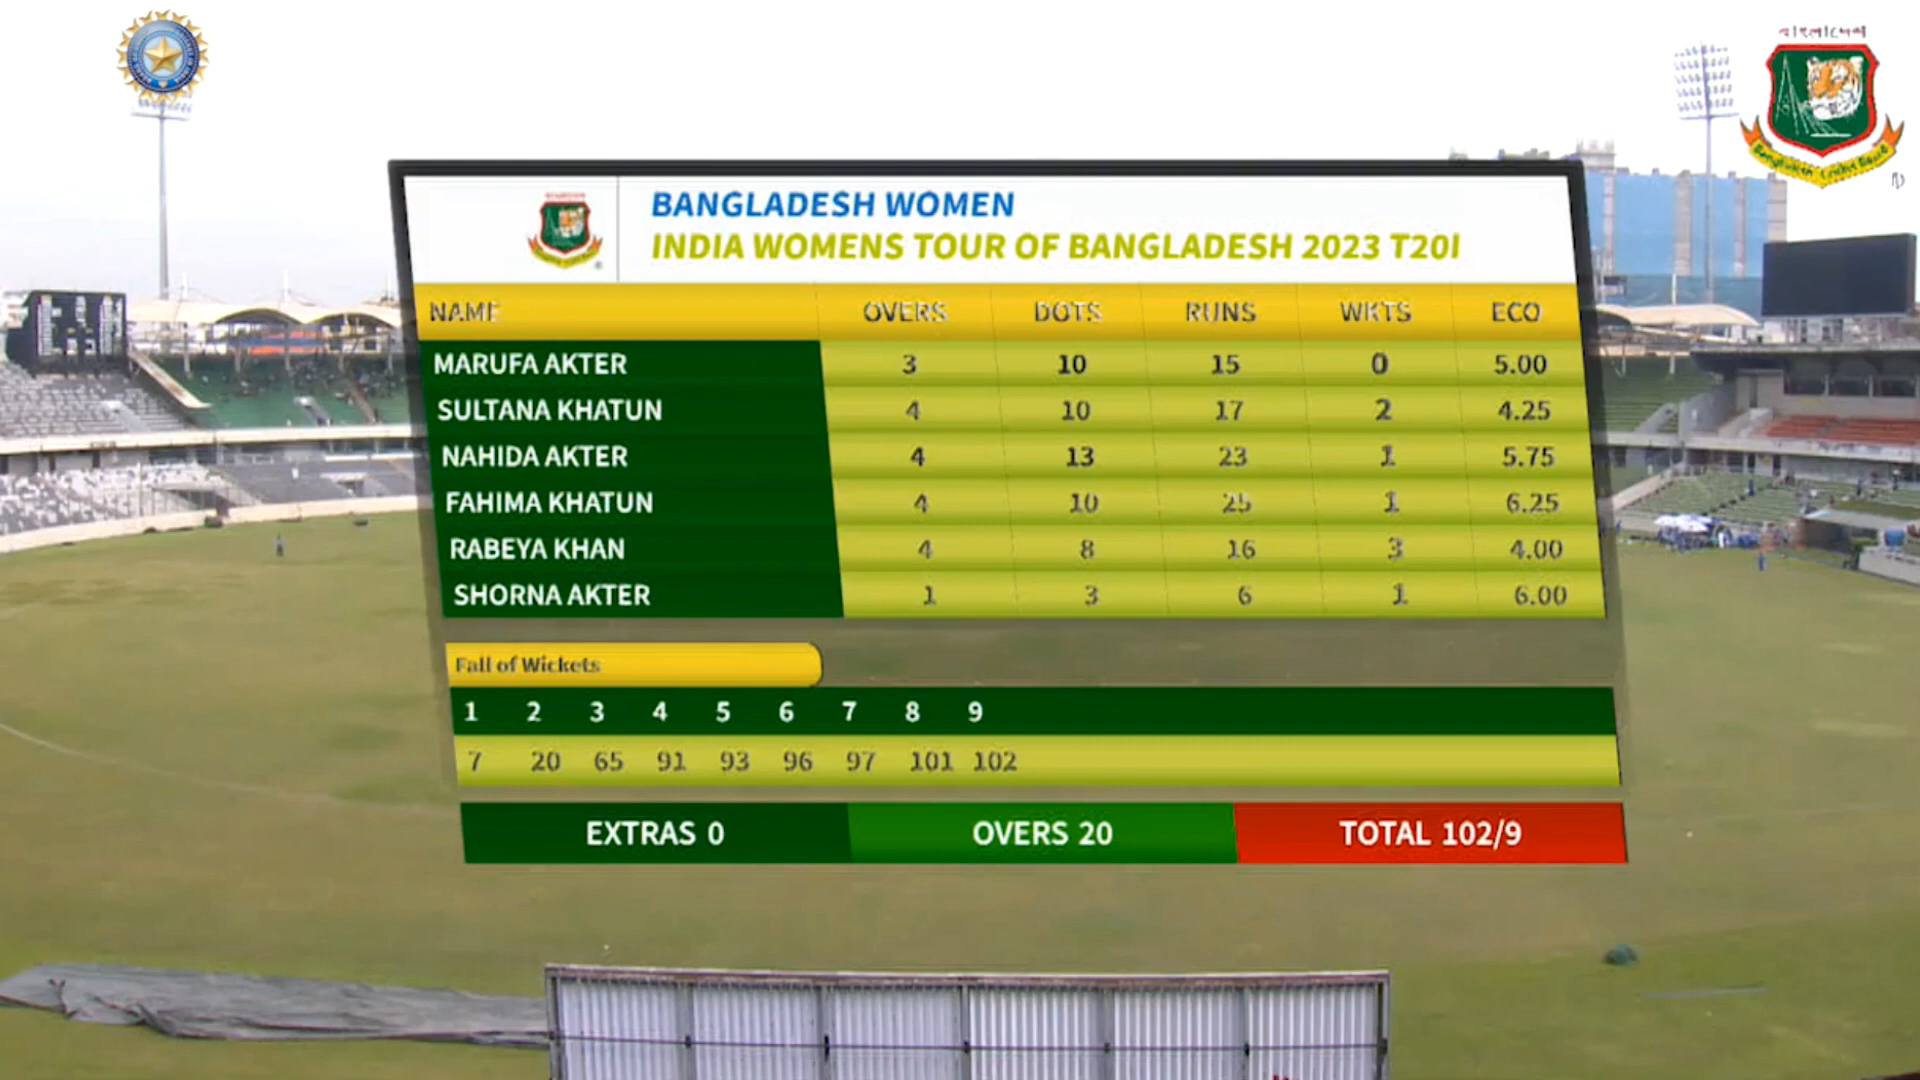 বাংলাদেশ
Bangladesh Cricket Board
BANGLADESH WOMEN
INDIA WOMENS TOUR OF BANGLADESH 2023 T20I
NAME OVERS DOTS RUNS WKTS ECO
MARUFA AKTER 3 10 15 0 5.00
SULTANA KHATUN 4 10 17 2 4.25
NAHIDA AKTER 4 13 23 1 5.75
FAHIMA KHATUN 4 10 25 1 6.25
RABEYA KHAN 4 8 16 3 4.00
SHORNA AKTER 1 3 6 1 6.00
Fall of Wickets
1 2 3 4 5 6 7 8 9
7 20 65 91 93 96 97 101 102
EXTRAS 0 OVERS 20 TOTAL 102/9